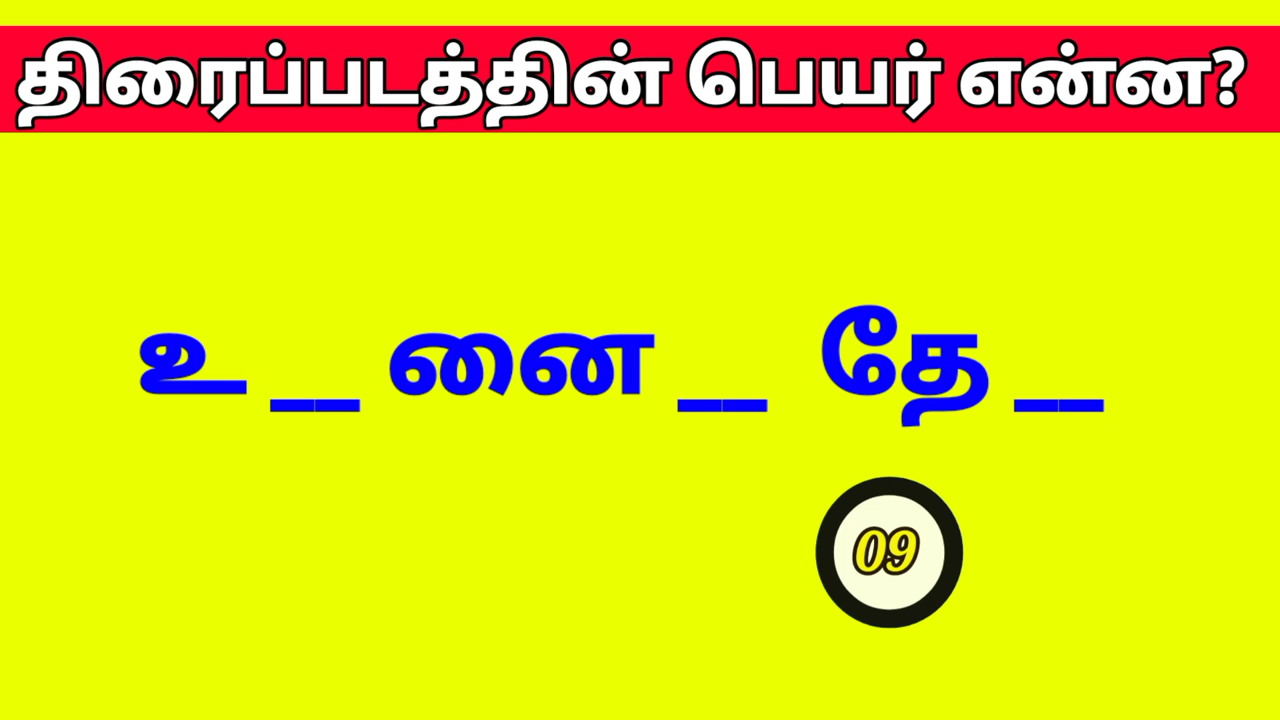 திரைப்படத்தின் பெயர் என்ன?
உ __ னை __ தே __
09